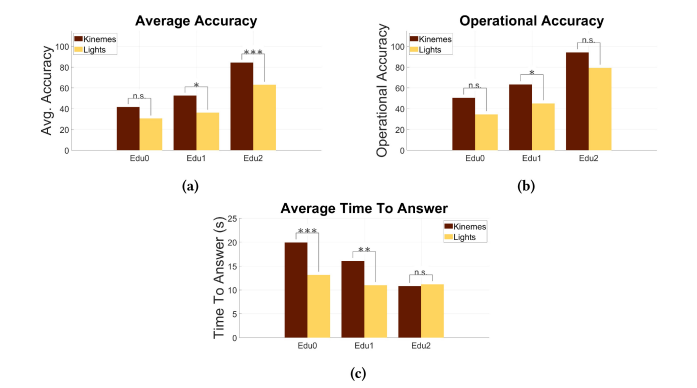 Average Accuracy
Kinemes
Lights
Avg. Accuracy
100
80
60
40
20
0
n.s.
*
***
Edu0 Edu1 Edu2
(a)
Operational Accuracy
Kinemes
Lights
Operational Accuracy
100
80
60
40
20
0
n.s.
*
n.s.
Edu0 Edu1 Edu2
(b)
Average Time To Answer
Kinemes
Lights
Time To Answer (s)
25
20
15
10
5
0
***
**
n.s.
Edu0 Edu1 Edu2
(c)